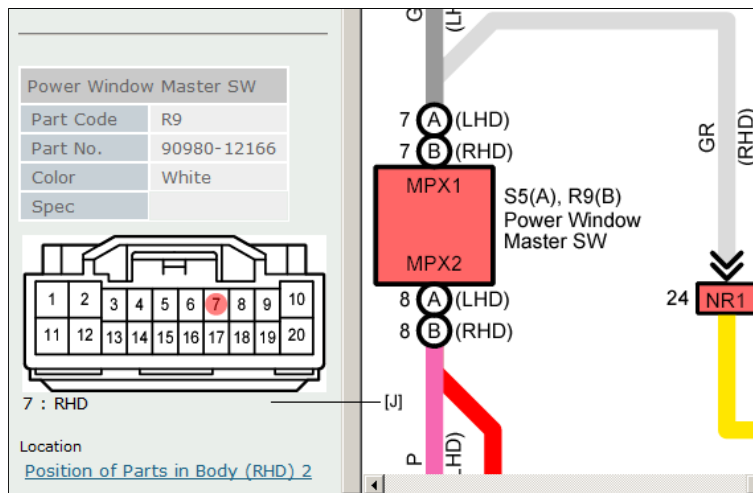 Power Window Master SW
Part Code R9
Part No. 90980-12166
Color White
Spec
1 2 3 4 5 6 7 8 9 10
11 12 13 14 15 16 17 18 19 20
7 : RHD
[J]
Location
Position of Parts in Body (RHD) 2
7 A (LHD)
7 B (RHD)
MPX1
MPX2
S5(A), R9(B)
Power Window
Master SW
8 A (LHD)
8 B (RHD)
P
GR
(RHD)
24 NR1